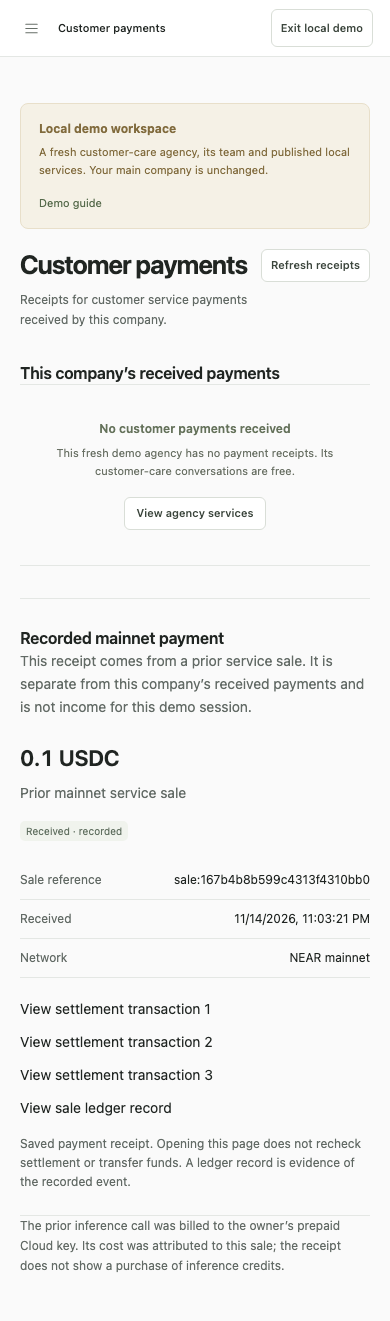 Customer payments
Exit local demo
Local demo workspace
A fresh customer-care agency, its team and published local
services. Your main company is unchanged.
Demo guide
Customer payments
Refresh receipts
Receipts for customer service payments
received by this company.
This company’s received payments
No customer payments received
This fresh demo agency has no payment receipts. Its
customer-care conversations are free.
View agency services
Recorded mainnet payment
This receipt comes from a prior service sale. It is
separate from this company’s received payments and
is not income for this demo session.
0.1 USDC
Prior mainnet service sale
Received · recorded
Sale reference sale:167b4b8b599c4313f4310bb0
Received 11/14/2026, 11:03:21 PM
Network NEAR mainnet
View settlement transaction 1
View settlement transaction 2
View settlement transaction 3
View sale ledger record
Saved payment receipt. Opening this page does not recheck
settlement or transfer funds. A ledger record is evidence of
the recorded event.
The prior inference call was billed to the owner’s prepaid
Cloud key. Its cost was attributed to this sale; the receipt
does not show a purchase of inference credits.